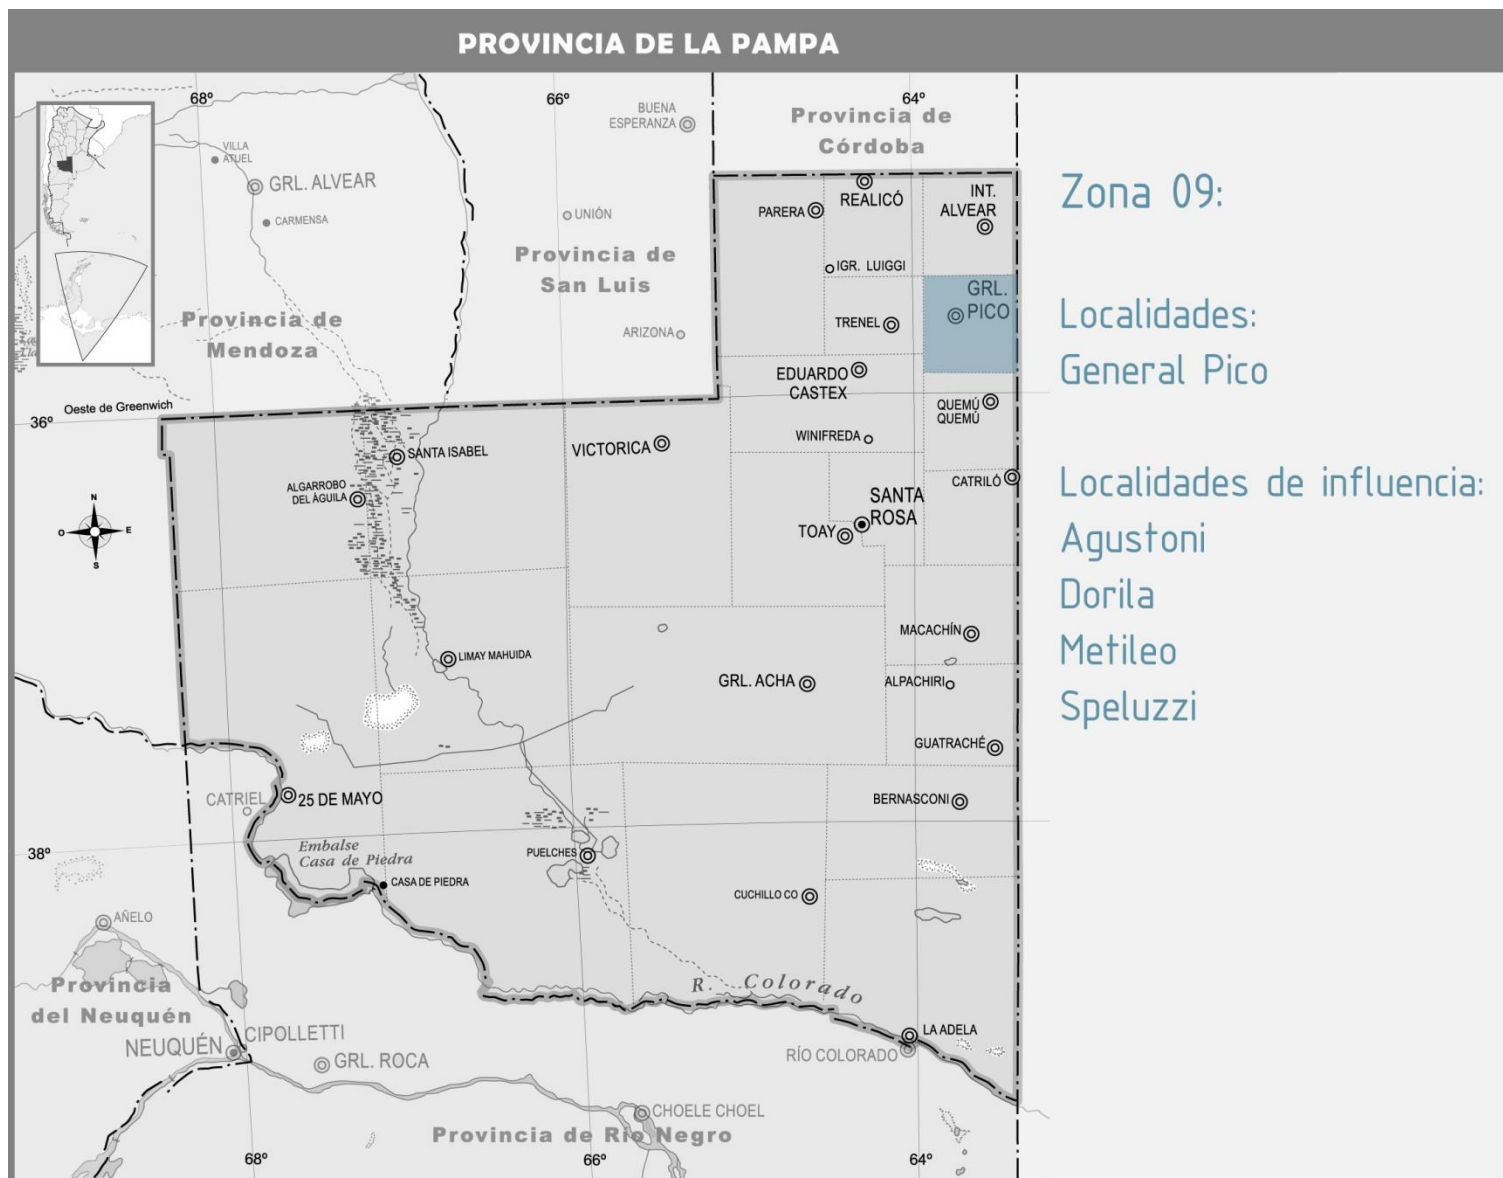 PROVINCIA DE LA PAMPA
68º
66º
64º
BUENA
ESPERANZA
Provincia de
Córdoba
VILLA
ATUEL
GRL. ALVEAR
CARMENSA
UNIÓN
Provincia de
San Luis
ARIZONA
Provincia de
Mendoza
Oeste de Greenwich
36º
REALICÓ
PARERA
INT.
ALVEAR
IGR. LUIGGI
GRL.
PICO
TRENEL
EDUARDO
CASTEX
QUEMÚ
QUEMÚ
WINIFREDA
VICTORICA
SANTA ISABEL
ALGARROBO
DEL ÁGUILA
CATRILÓ
SANTA
ROSA
TOAY
N
O
E
S
MACACHÍN
LIMAY MAHUIDA
GRL. ACHA
ALPACHIRI
GUATRACHÉ
CATRIEL
25 DE MAYO
BERNASCONI
38º
Embalse
Casa de Piedra
CASA DE PIEDRA
PUELCHES
CUCHILLO CO
AÑELO
R. Colorado
Provincia
del Neuquén
NEUQUÉN
CIPOLLETTI
GRL. ROCA
LA ADELA
RÍO COLORADO
CHOELE CHOEL
Provincia de Río Negro
68º
66º
64º
Zona 09:
Localidades:
General Pico
Localidades de influencia:
Agustoni
Dorila
Metileo
Speluzzi